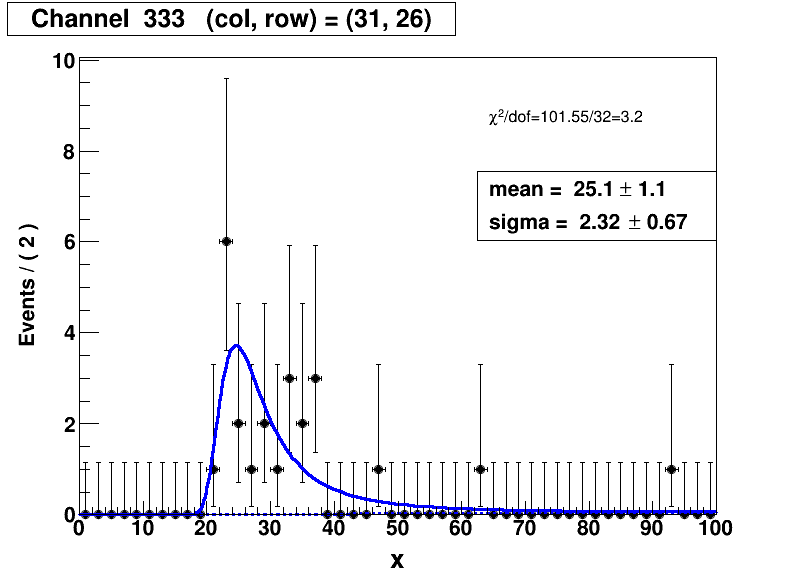 Channel  333   (col, row) = (31, 26)
χ²/dof=101.55/32=3.2
mean =  25.1 ± 1.1
sigma =  2.32 ± 0.67
Events / ( 2 )
10
8
6
4
2
0
0 10 20 30 40 50 60 70 80 90 100
x